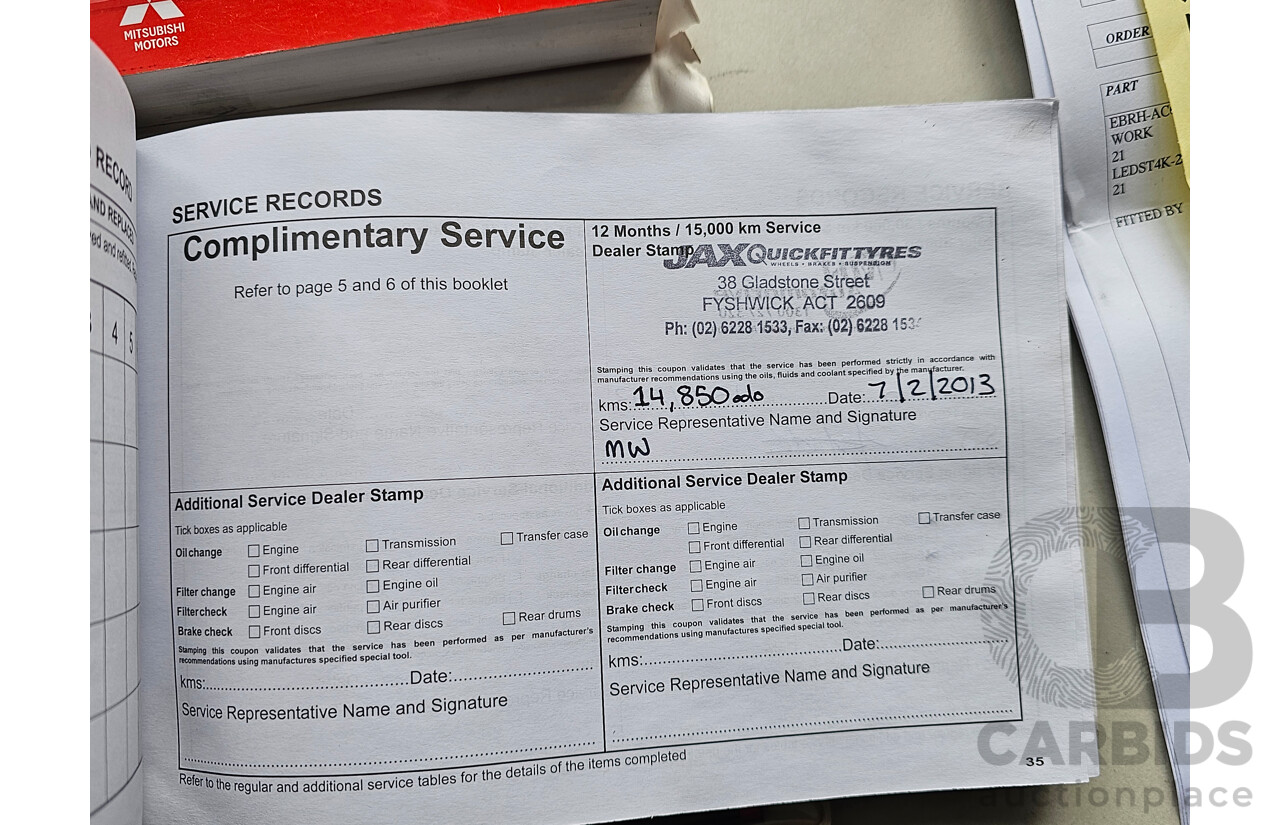 MITSUBISHI
MOTORS
ORDER
PART
WORK
21
LEDST4K-2
21
FITTED BY
RECORD
AND REPLACE
4 5
SERVICE RECORDS
Complimentary Service
Refer to page 5 and 6 of this booklet
12 Months / 15,000 km Service
Dealer Stamp
JAX QUICKFIT TYRES
WHEELS • BRAKES • SUSPENSION
38 Gladstone Street
FYSHWICK ACT 2609
Ph: (02) 6228 1533, Fax: (02) 6228 153
Stamping this coupon validates that the service has been performed strictly in accordance with
manufacturer recommendations using the oils, fluids and coolant specified by the manufacturer.
kms: 14,850 odo Date: 7/2/2013
Service Representative Name and Signature
MW
Additional Service Dealer Stamp
Tick boxes as applicable
Oil change Engine Transmission Transfer case
Front differential Rear differential
Filter change Engine air Engine oil
Filter check Engine air Air purifier
Brake check Front discs Rear discs Rear drums
Stamping this coupon validates that the service has been performed as per manufacturer's
recommendations using manufactures specified special tool.
kms: Date:
Service Representative Name and Signature
Additional Service Dealer Stamp
Tick boxes as applicable
Oil change Engine Transmission Transfer case
Front differential Rear differential
Filter change Engine air Engine oil
Filter check Engine air Air purifier
Brake check Front discs Rear discs Rear drums
Stamping this coupon validates that the service has been performed as per manufacturer's
recommendations using manufactures specified special tool.
kms: Date:
Service Representative Name and Signature
Refer to the regular and additional service tables for the details of the items completed
35
CB
CARBIDS
auctionplace